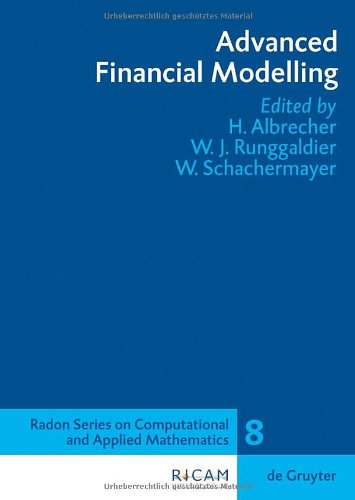 Urheberrechtlich geschütztes Material
Advanced
Financial Modelling
Edited by
H. Albrecher
W. J. Runggaldier
W. Schachermayer
Radon Series on Computational
and Applied Mathematics
8
RICAM
de Gruyter
Urheberrechtlich geschütztes Material